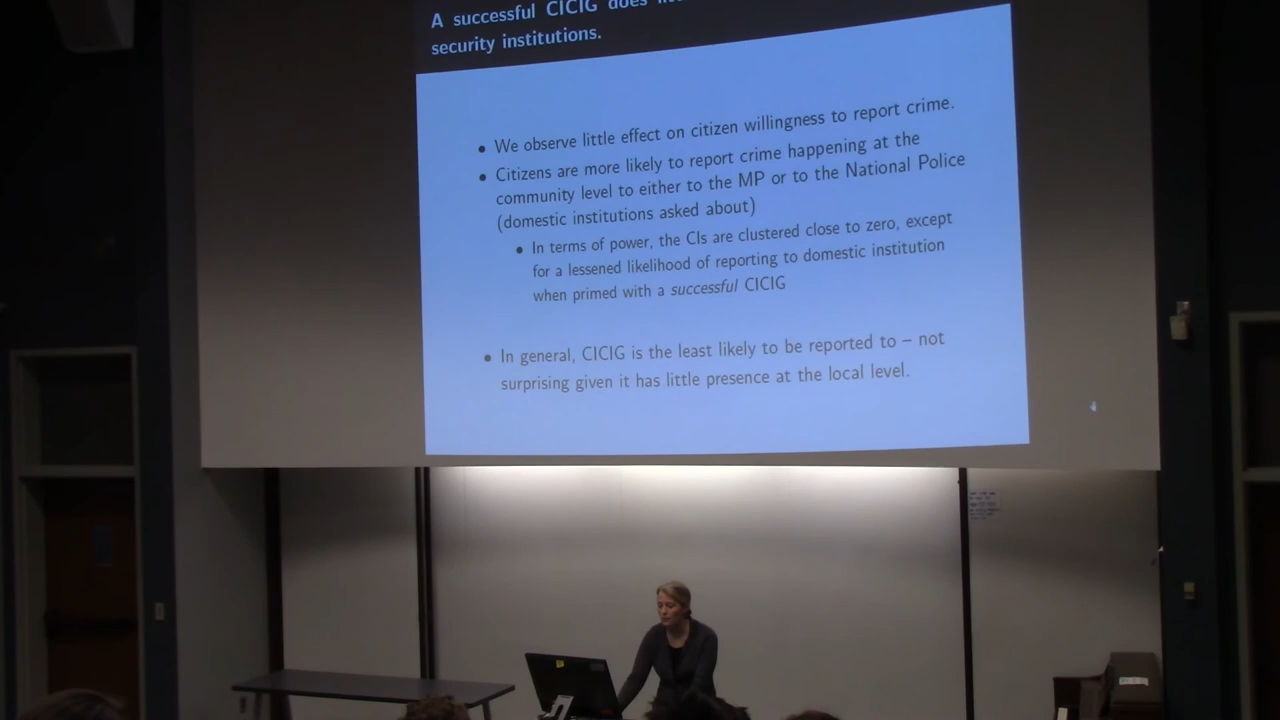 A successful CICIG does
security institutions.
• We observe little effect on citizen willingness to report crime.
• Citizens are more likely to report crime happening at the
community level to either to the MP or to the National Police
(domestic institutions asked about)
• In terms of power, the CIs are clustered close to zero, except
for a lessened likelihood of reporting to domestic institution
when primed with a successful CICIG
• In general, CICIG is the least likely to be reported to – not
surprising given it has little presence at the local level.